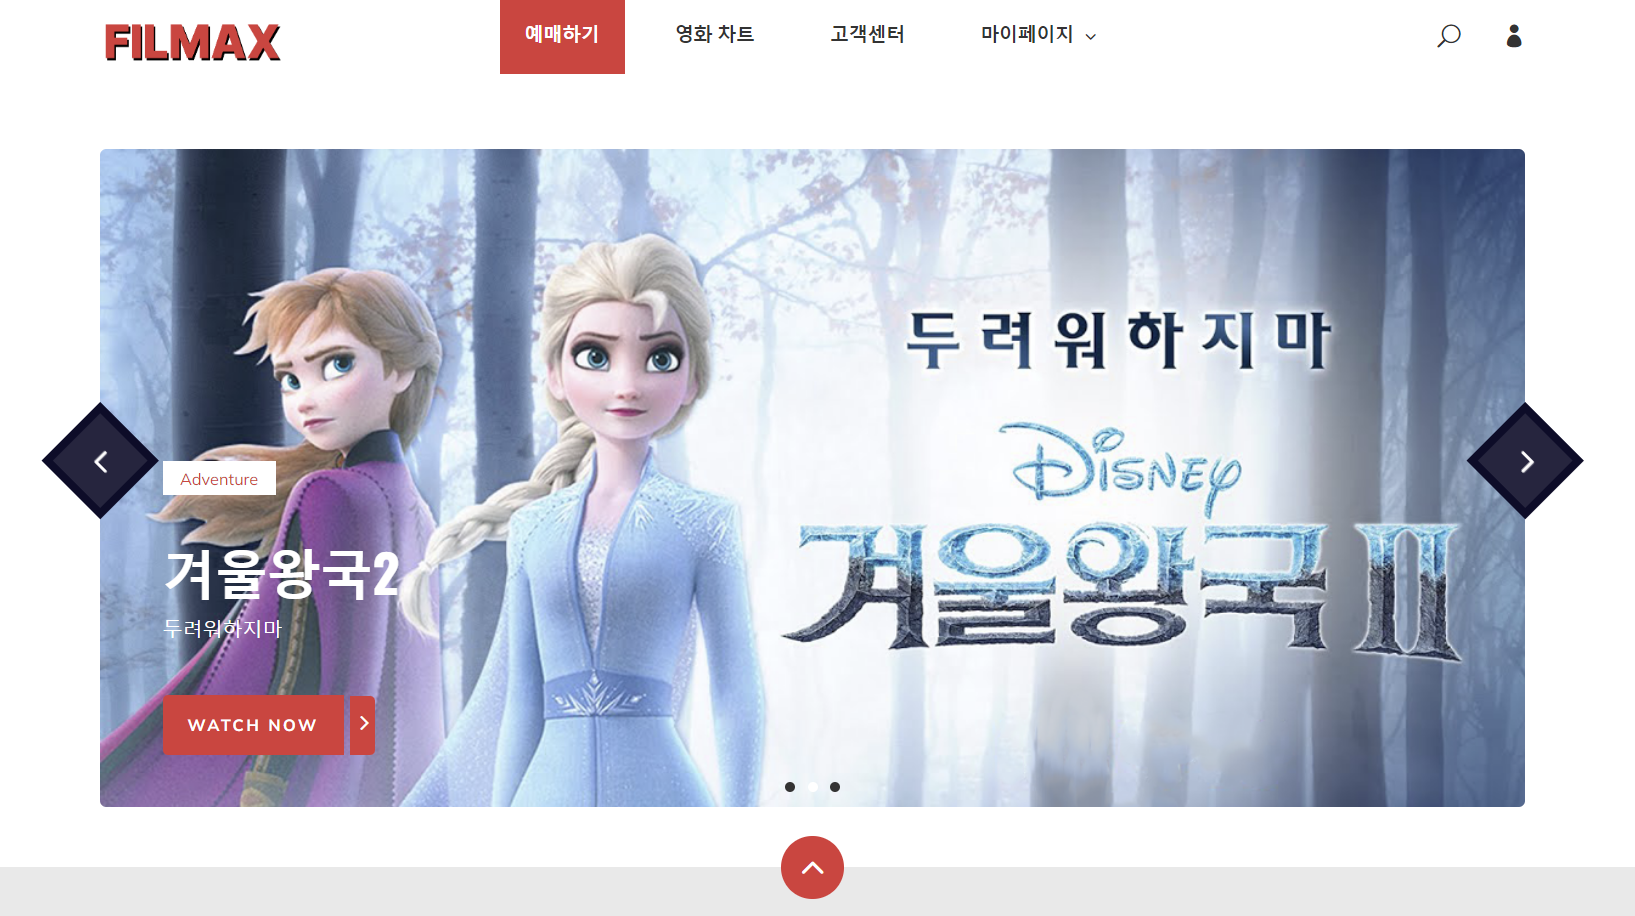 FILMAX
예매하기 영화 차트 고객센터 마이페이지
두려워하지마
Disney
겨울왕국 II
Adventure
겨울왕국2
두려워하지마
WATCH NOW